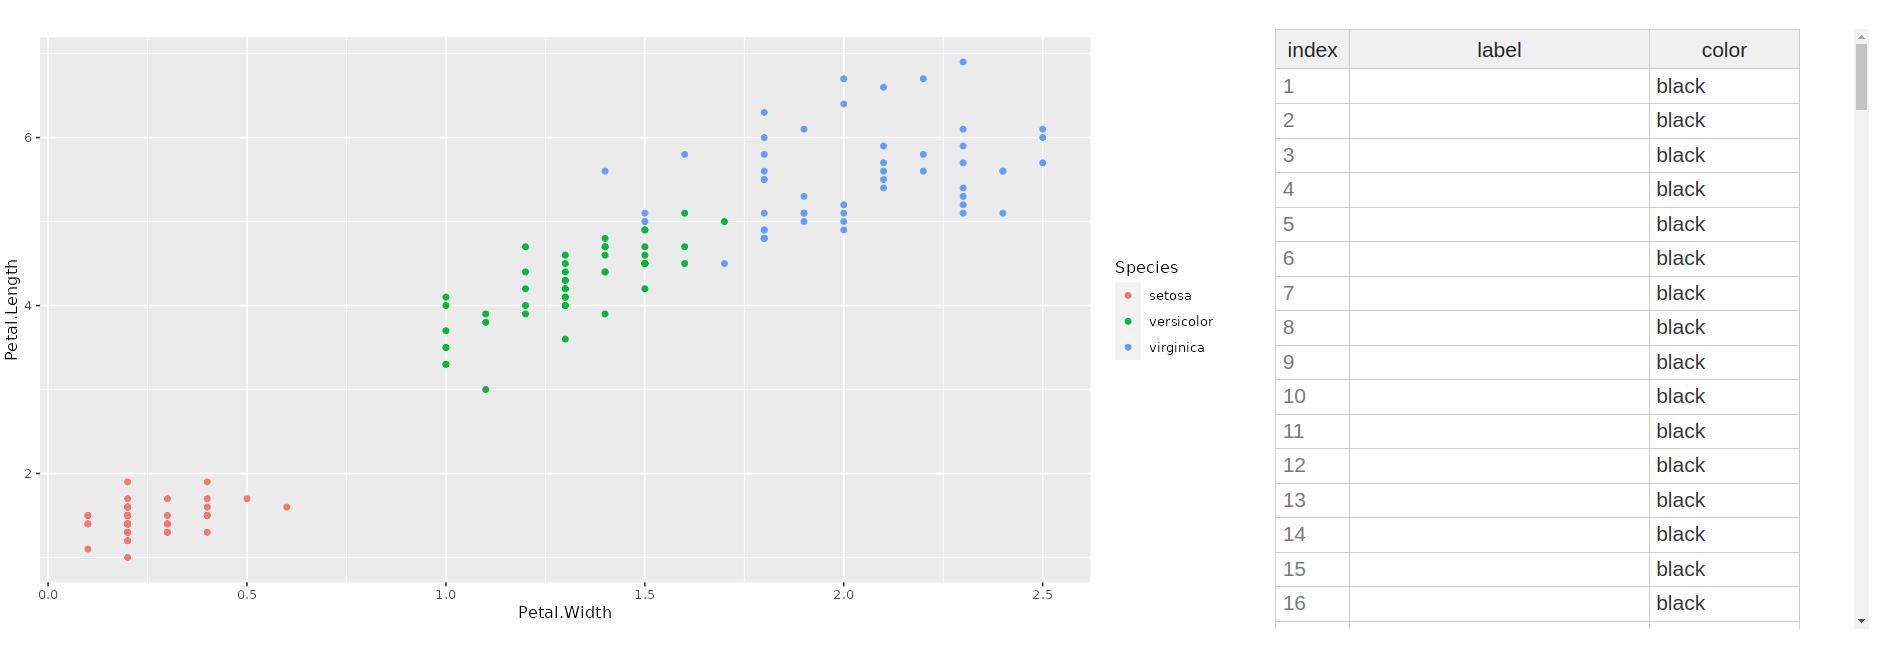 6
4
2
Petal.Length
0.0 0.5 1.0 1.5 2.0 2.5
Petal.Width
Species
setosa
versicolor
virginica
index label color
1 black
2 black
3 black
4 black
5 black
6 black
7 black
8 black
9 black
10 black
11 black
12 black
13 black
14 black
15 black
16 black